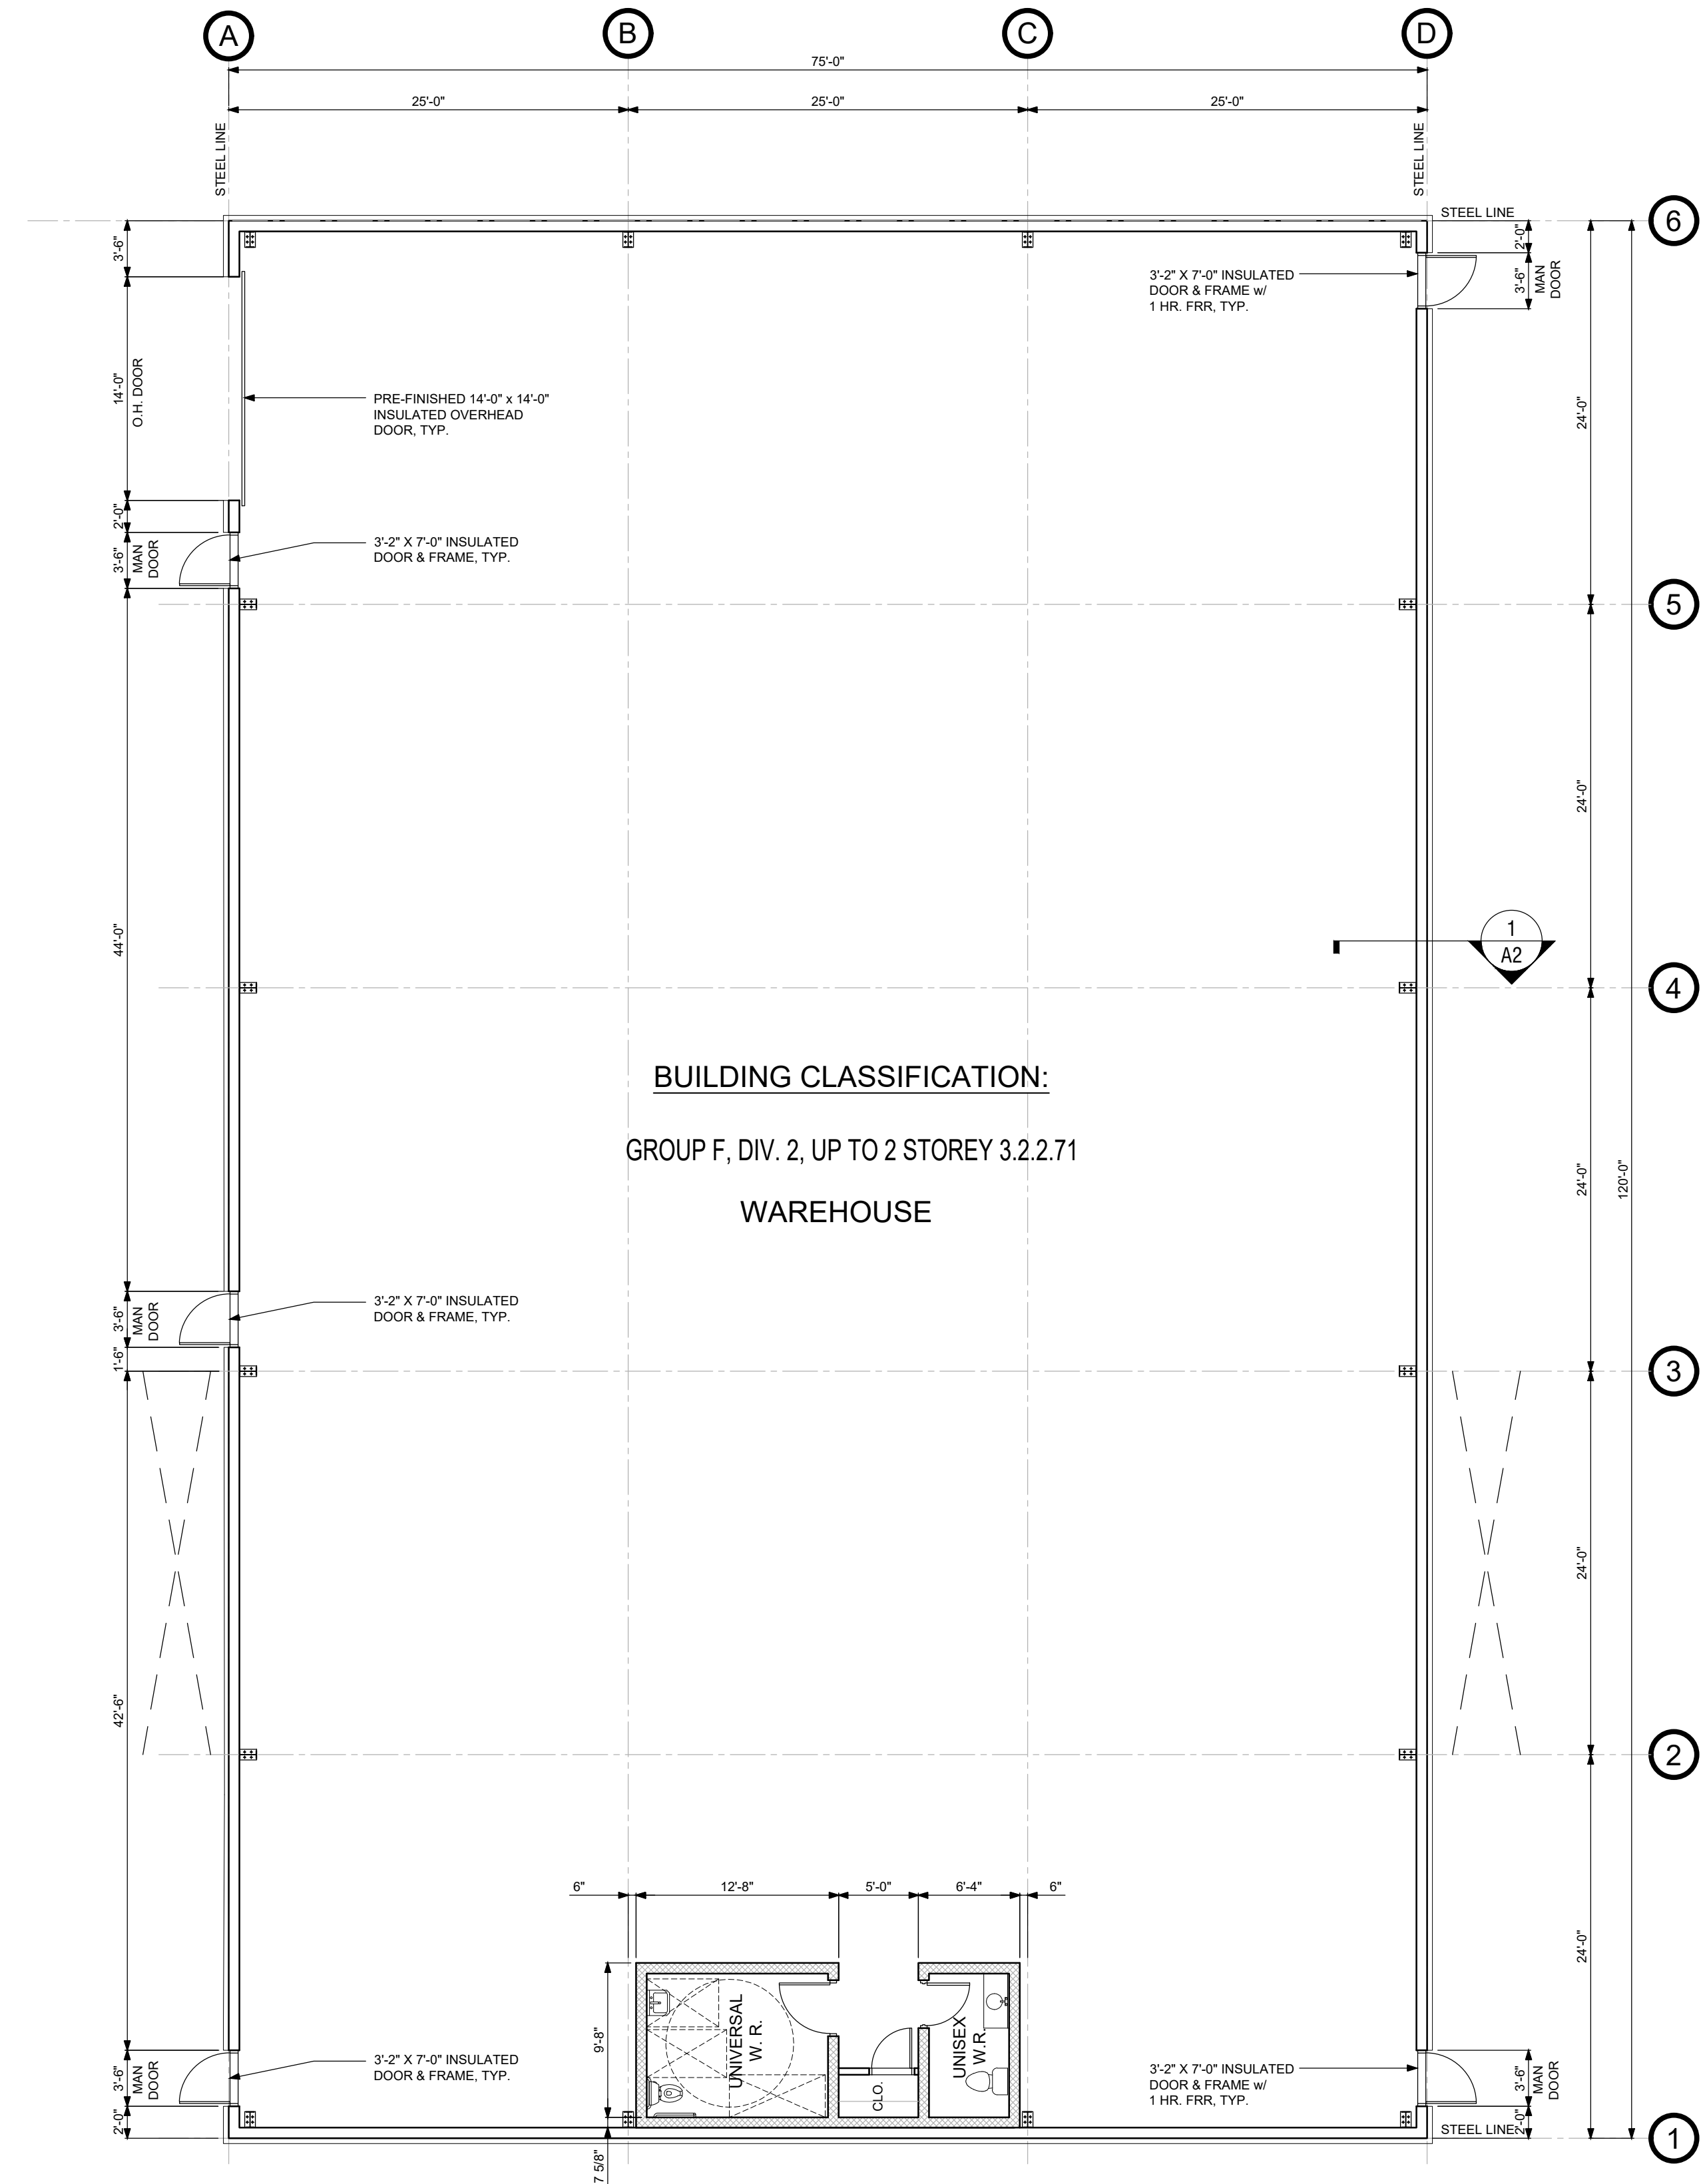 A
B
C
D
75'-0"
25'-0"
25'-0"
25'-0"
STEEL LINE
STEEL LINE
STEEL LINE
6
3'-6"
2'-0"
3'-6"
MAN
DOOR
3'-2" X 7'-0" INSULATED
DOOR & FRAME w/
1 HR. FRR, TYP.
14'-0"
O.H. DOOR
PRE-FINISHED 14'-0" x 14'-0"
INSULATED OVERHEAD
DOOR, TYP.
24'-0"
2'-0"
3'-6"
MAN
DOOR
3'-2" X 7'-0" INSULATED
DOOR & FRAME, TYP.
5
24'-0"
44'-0"
1
A2
4
BUILDING CLASSIFICATION:
GROUP F, DIV. 2, UP TO 2 STOREY 3.2.2.71
WAREHOUSE
24'-0"
120'-0"
3'-6"
MAN
DOOR
3'-2" X 7'-0" INSULATED
DOOR & FRAME, TYP.
1'-6"
3
24'-0"
42'-6"
2
6"
12'-8"
5'-0"
6'-4"
6"
24'-0"
9'-8"
UNIVERSAL
W. R.
CLO.
UNISEX
W.R.
3'-6"
MAN
DOOR
3'-2" X 7'-0" INSULATED
DOOR & FRAME, TYP.
3'-2" X 7'-0" INSULATED
DOOR & FRAME w/
1 HR. FRR, TYP.
3'-6"
MAN
DOOR
2'-0"
STEEL LINE
2'-0"
1
7 5/8"